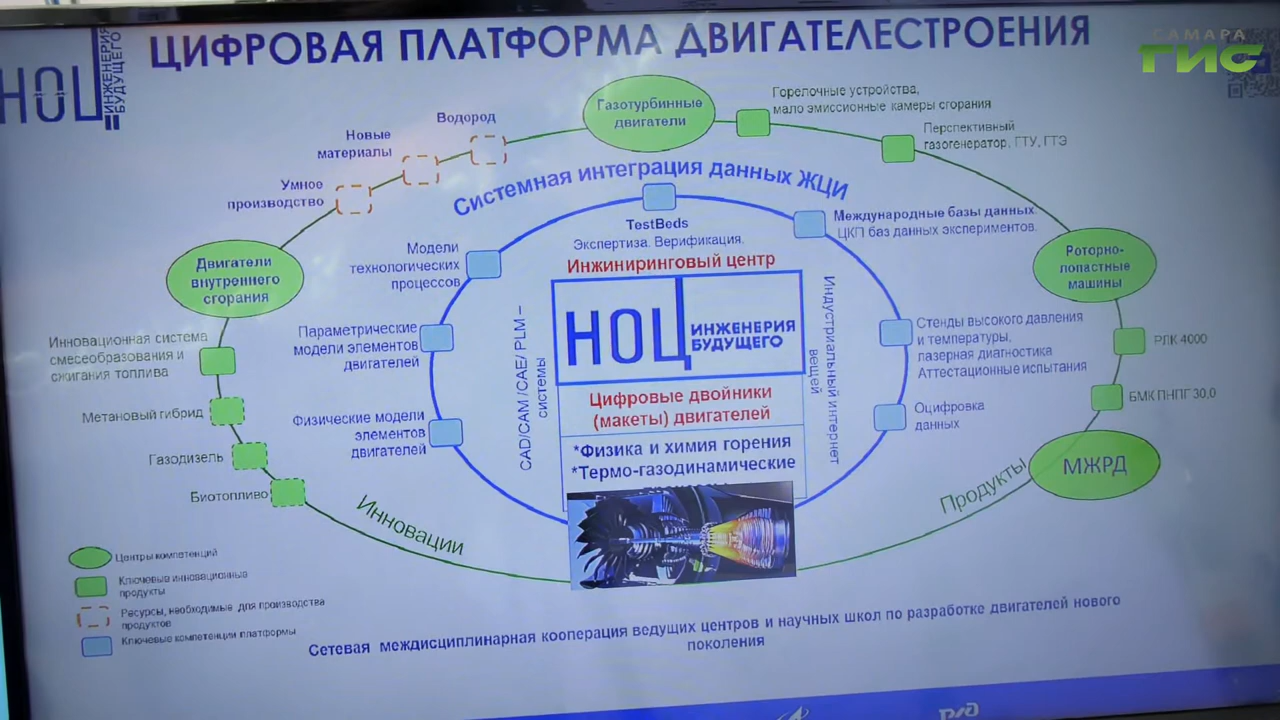 ЦИФРОВАЯ ПЛАТФОРМА ДВИГАТЕЛЕСТРОЕНИЯ
САМАРА
ГИС
НОЦ
ИНЖЕНЕРИЯ
БУДУЩЕГО
Газотурбинные
двигатели
Горелочные устройства,
мало эмиссионные камеры сгорания
Перспективный
газогенератор, ГТУ, ГТЭ
Водород
Новые
материалы
Умное
производство
Системная интеграция данных ЖЦИ
TestBeds
Экспертиза. Верификация.
Инжиниринговый центр
Международные базы данных.
ЦКП баз данных экспериментов.
Модели
технологических
процессов
Двигатели
внутреннего
сгорания
Роторно-
лопастные
машины
Инновационная система
смесеобразования и
сжигания топлива
Параметрические
модели элементов
двигателей
CAD/CAM /CAE/ PLM –
системы
НОЦ
ИНЖЕНЕРИЯ
БУДУЩЕГО
Индустриальный интернет
вещей
Стенды высокого давления
и температуры,
лазерная диагностика
Аттестационные испытания
РЛК 4000
БМК ПНПГ 30,0
Метановый гибрид
Физические модели
элементов
двигателей
Цифровые двойники
(макеты) двигателей
Оцифровка
данных
Газодизель
*Физика и химия горения
*Термо-газодинамические
МЖРД
Биотопливо
Инновации
Продукты
Центры компетенций
Ключевые инновационные
продукты
Ресурсы, необходимые для производства
продуктов
Ключевые компетенции платформы
Сетевая междисциплинарная кооперация ведущих центров и научных школ по разработке двигателей нового
поколения